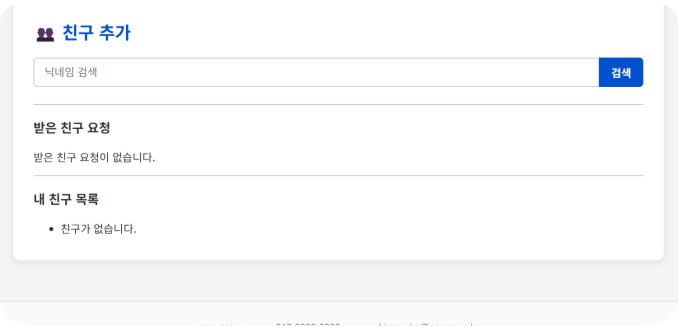 친구 추가
닉네임 검색
검색
받은 친구 요청
받은 친구 요청이 없습니다.
내 친구 목록
친구가 없습니다.